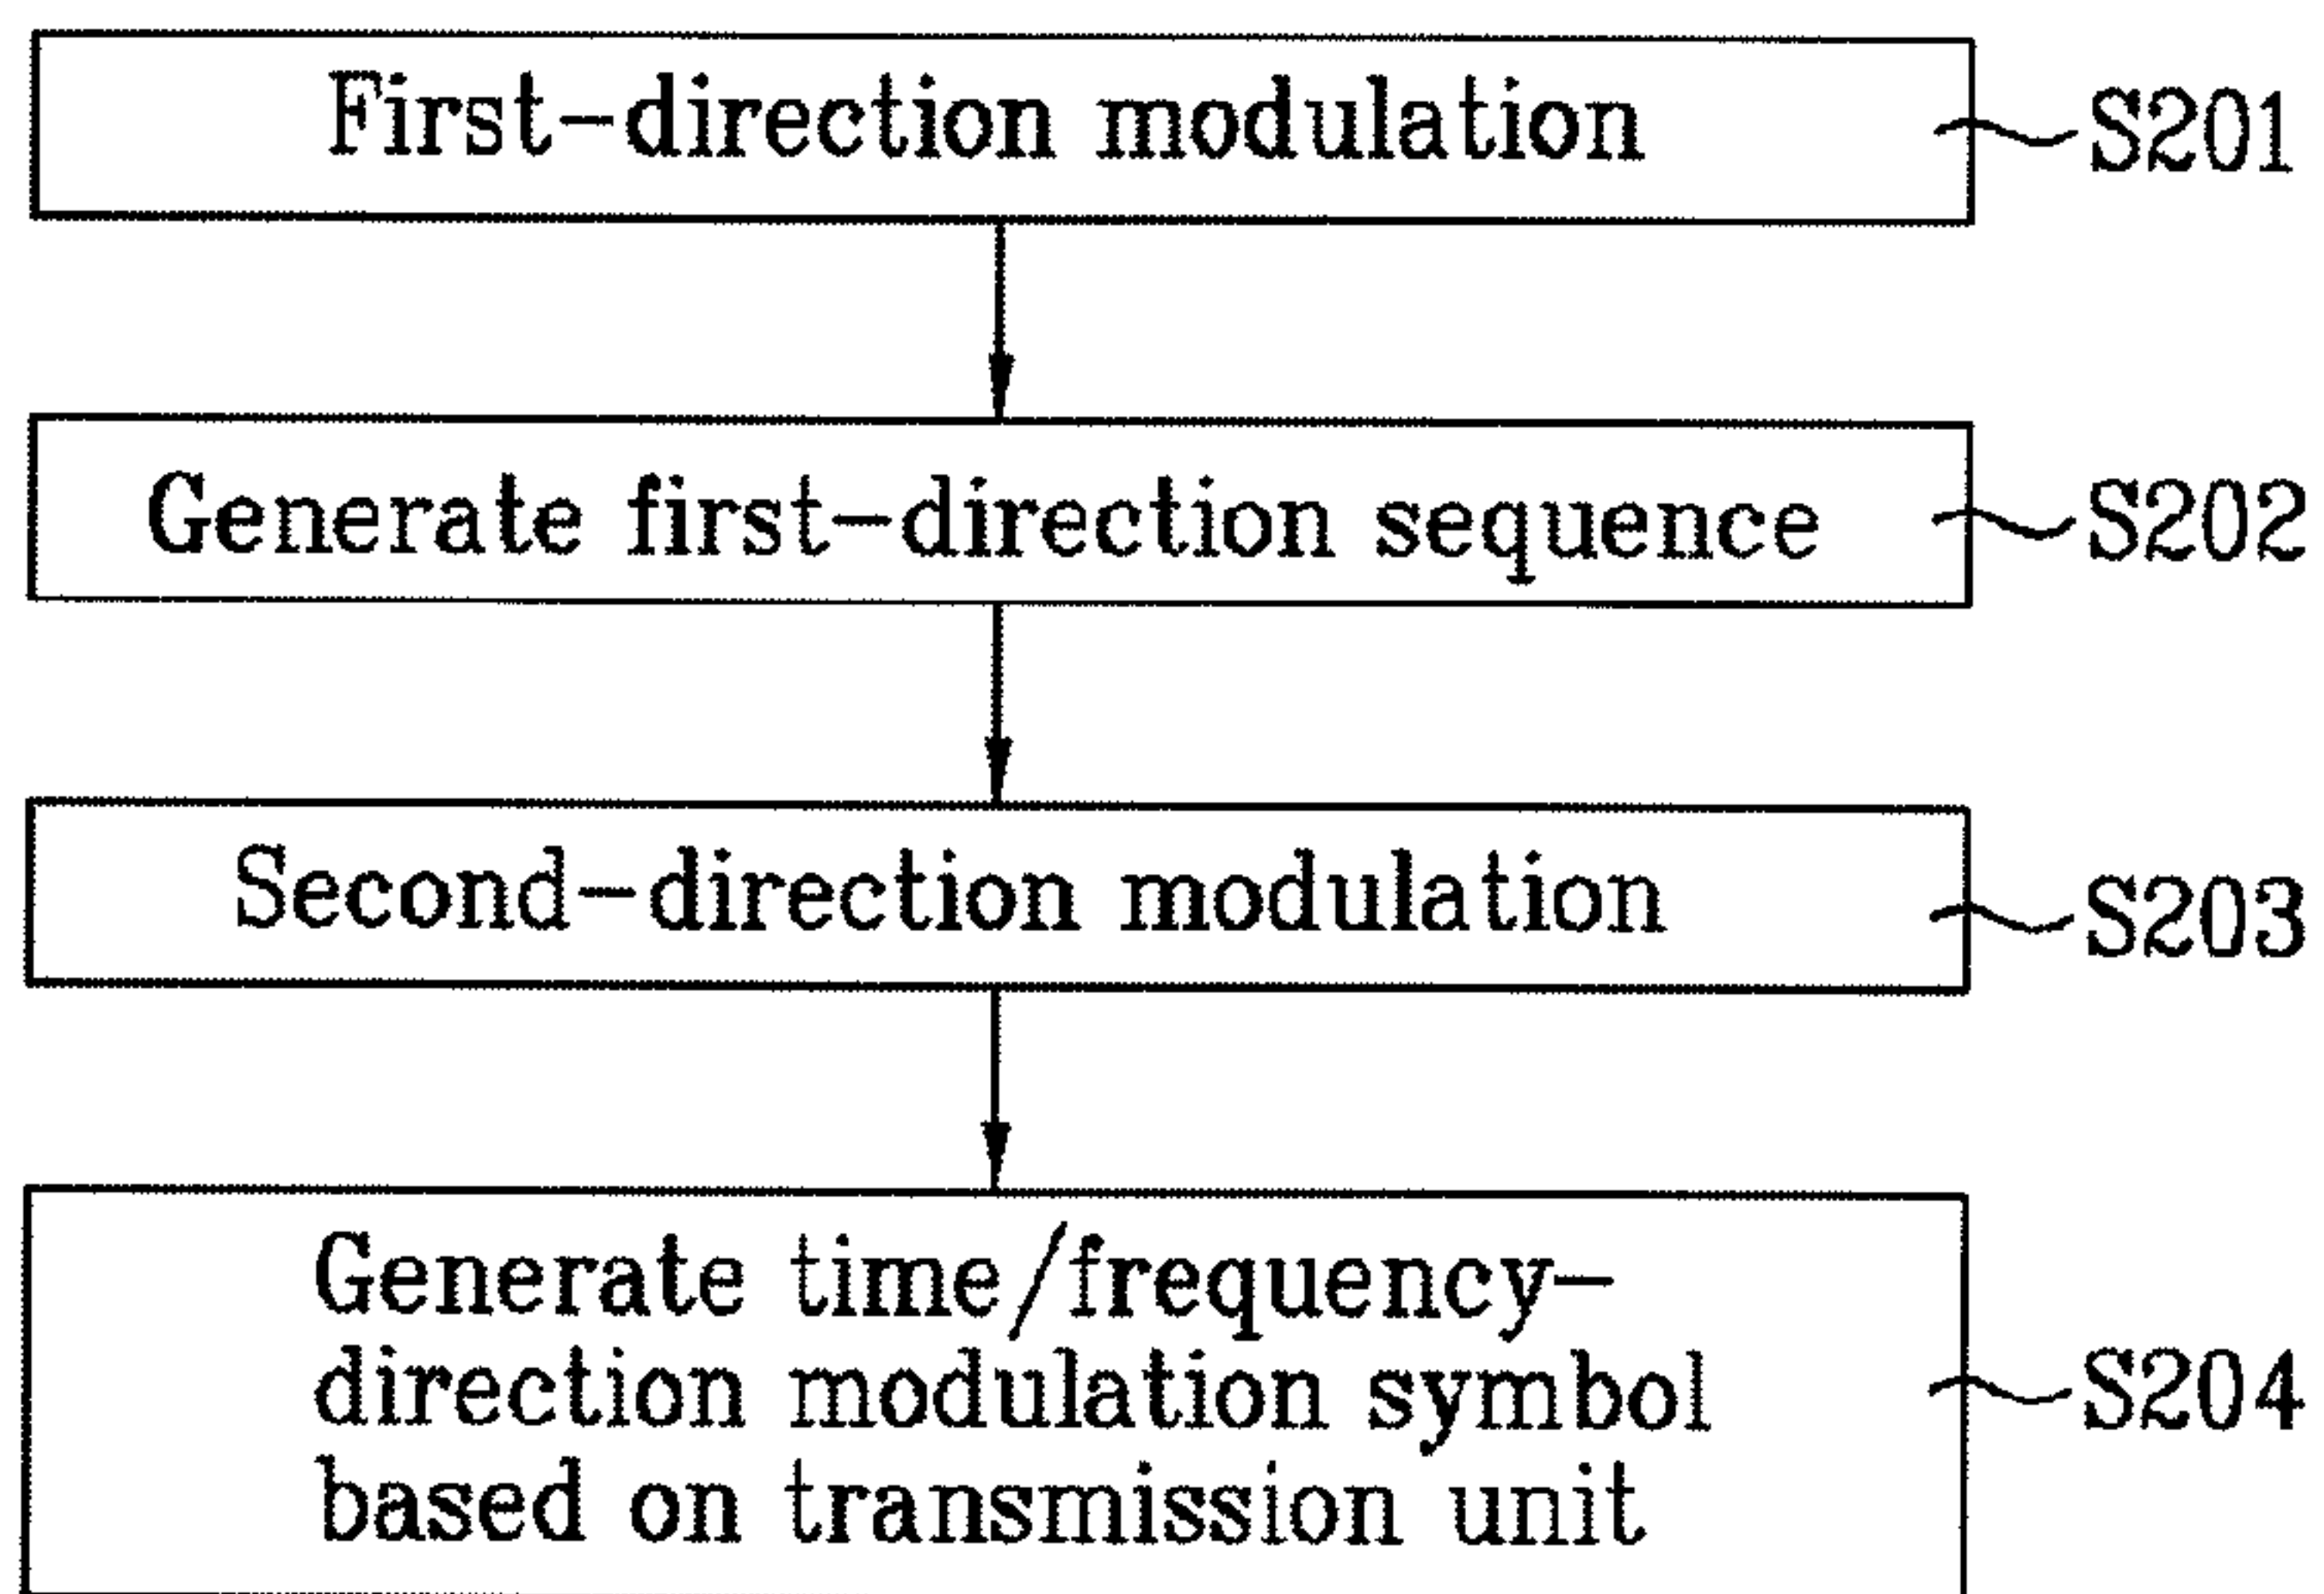 First-direction modulation
S201
Generate first-direction sequence
S202
Second-direction modulation
S203
Generate time/frequency-
direction modulation symbol
based on transmission unit
S204